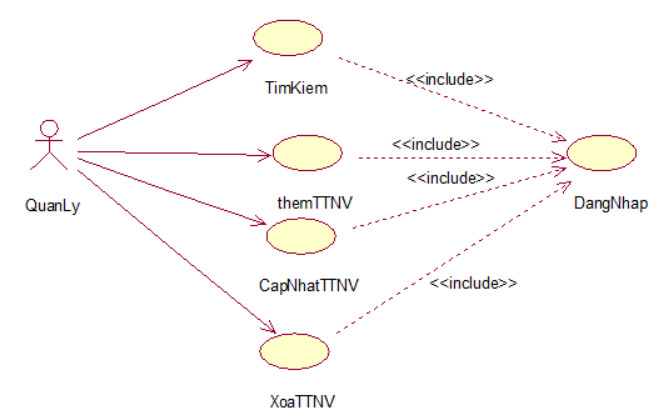 TimKiem
<<include>>
<<include>>
<<include>>
themTTNV
QuanLy
DangNhap
CapNhatTTNV
<<include>>
XoaTTNV